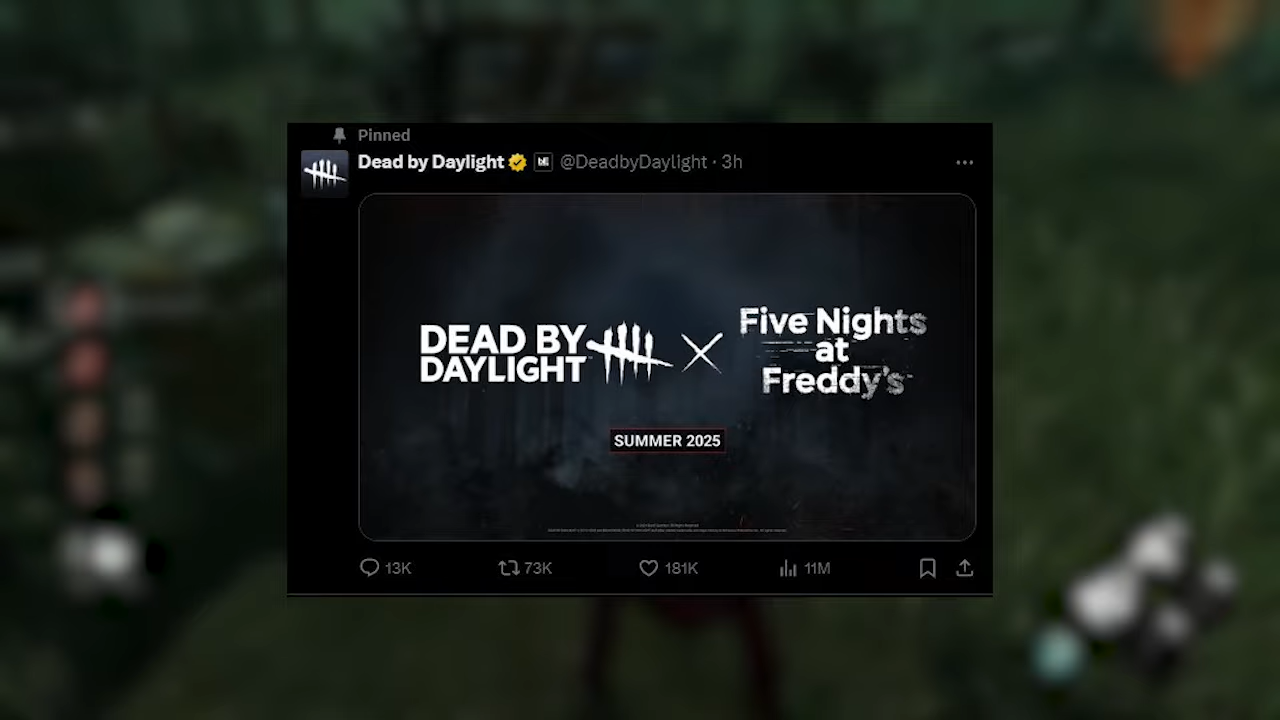 Pinned
Dead by Daylight @DeadbyDaylight · 3h
DEAD BY
DAYLIGHT
Five Nights
at
Freddy's
SUMMER 2025
13K 73K 181K 11M